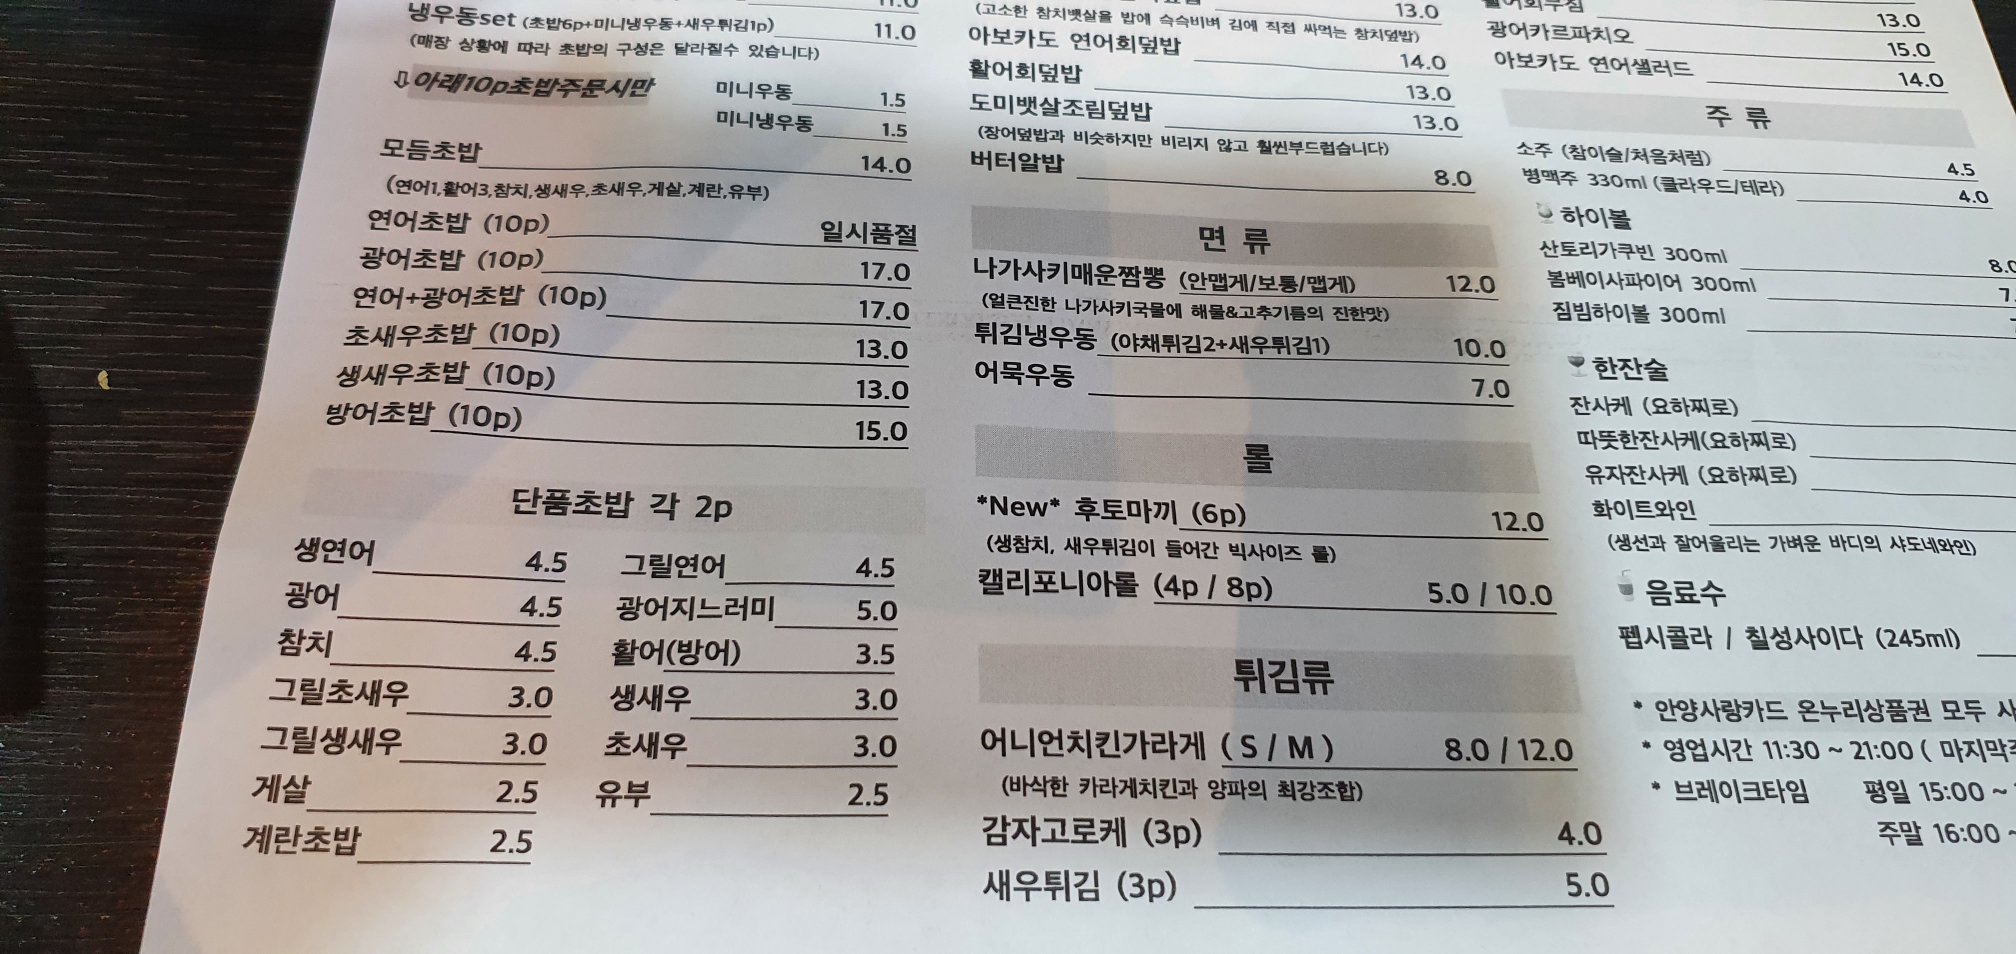 냉우동set (초밥6p+미니냉우동+새우튀김1p) 11.0
(매장 상황에 따라 초밥의 구성은 달라질수 있습니다)
⇩아래10p초밥주문시만
미니우동 1.5
미니냉우동 1.5
모듬초밥 14.0
(연어1,활어3,참치,생새우,초새우,게살,계란,유부)
연어초밥 (10p) 일시품절
광어초밥 (10p) 17.0
연어+광어초밥 (10p) 17.0
초새우초밥 (10p) 13.0
생새우초밥 (10p) 13.0
방어초밥 (10p) 15.0
단품초밥 각 2p
생연어 4.5
광어 4.5
참치 4.5
그릴초새우 3.0
그릴생새우 3.0
게살 2.5
계란초밥 2.5
그릴연어 4.5
광어지느러미 5.0
활어(방어) 3.5
생새우 3.0
초새우 3.0
유부 2.5
13.0
(고소한 참치뱃살을 밥에 슥슥비벼 김에 직접 싸먹는 참치덮밥)
아보카도 연어회덮밥 14.0
활어회덮밥 13.0
도미뱃살조림덮밥 13.0
(장어덮밥과 비슷하지만 비리지 않고 훨씬부드럽습니다)
버터알밥 8.0
면 류
나가사키매운짬뽕 (안맵게/보통/맵게) 12.0
(얼큰진한 나가사키국물에 해물&고추기름의 진한맛)
튀김냉우동 (야채튀김2+새우튀김1) 10.0
어묵우동 7.0
롤
*New* 후토마끼 (6p) 12.0
(생참치, 새우튀김이 들어간 빅사이즈 롤)
캘리포니아롤 (4p / 8p) 5.0 / 10.0
튀김류
어니언치킨가라게 ( S / M ) 8.0 / 12.0
(바삭한 카라게치킨과 양파의 최강조합)
감자고로케 (3p) 4.0
새우튀김 (3p) 5.0
13.0
광어카르파치오 15.0
아보카도 연어샐러드 14.0
주 류
소주 (참이슬/처음처럼) 4.5
병맥주 330ml (클라우드/테라) 4.0
하이볼
산토리가쿠빈 300ml
봄베이사파이어 300ml
짐빔하이볼 300ml
한잔술
잔사케 (요하찌로)
따뜻한잔사케(요하찌로)
유자잔사케 (요하찌로)
화이트와인
(생선과 잘어울리는 가벼운 바디의 샤도네와인)
음료수
펩시콜라 / 칠성사이다 (245ml)
* 안양사랑카드 온누리상품권 모두
* 영업시간 11:30 ~ 21:00 ( 마지막
* 브레이크타임 평일 15:00 ~
주말 16:00 ~